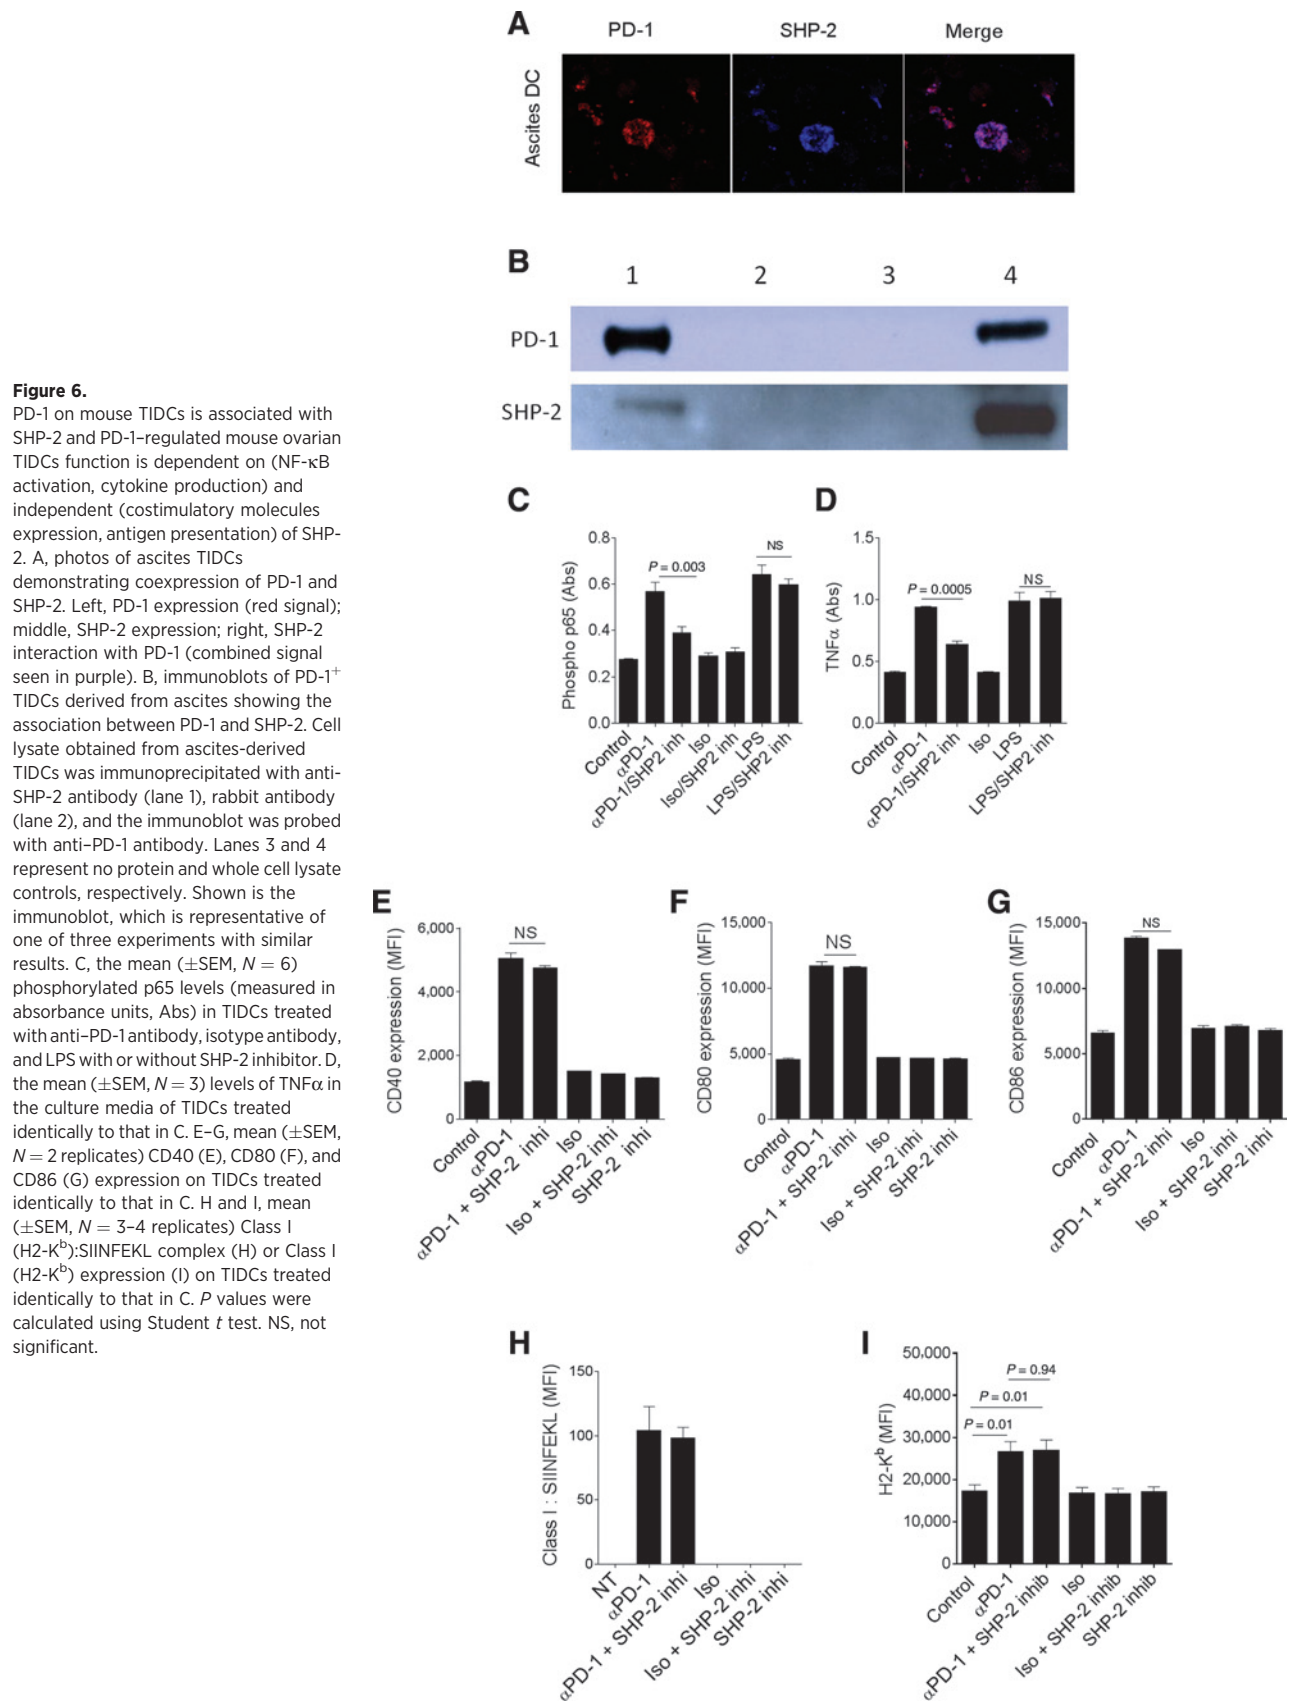 Figure 6.
PD-1 on mouse TIDCs is associated with
SHP-2 and PD-1–regulated mouse ovarian
TIDCs function is dependent on (NF-κB
activation, cytokine production) and
independent (costimulatory molecules
expression, antigen presentation) of SHP-
2. A, photos of ascites TIDCs
demonstrating coexpression of PD-1 and
SHP-2. Left, PD-1 expression (red signal);
middle, SHP-2 expression; right, SHP-2
interaction with PD-1 (combined signal
seen in purple). B, immunoblots of PD-1+
TIDCs derived from ascites showing the
association between PD-1 and SHP-2. Cell
lysate obtained from ascites-derived
TIDCs was immunoprecipitated with anti-
SHP-2 antibody (lane 1), rabbit antibody
(lane 2), and the immunoblot was probed
with anti–PD-1 antibody. Lanes 3 and 4
represent no protein and whole cell lysate
controls, respectively. Shown is the
immunoblot, which is representative of
one of three experiments with similar
results. C, the mean (±SEM, N = 6)
phosphorylated p65 levels (measured in
absorbance units, Abs) in TIDCs treated
with anti–PD-1 antibody, isotype antibody,
and LPS with or without SHP-2 inhibitor. D,
the mean (±SEM, N = 3) levels of TNFα in
the culture media of TIDCs treated
identically to that in C. E–G, mean (±SEM,
N = 2 replicates) CD40 (E), CD80 (F), and
CD86 (G) expression on TIDCs treated
identically to that in C. H and I, mean
(±SEM, N = 3–4 replicates) Class I
(H2-Kb):SIINFEKL complex (H) or Class I
(H2-Kb) expression (I) on TIDCs treated
identically to that in C. P values were
calculated using Student t test. NS, not
significant.
A
PD-1 SHP-2 Merge
Ascites DC
B
1 2 3 4
PD-1
SHP-2
C
Phospho p65 (Abs)
0.8
0.6
0.4
0.2
0.0
P = 0.003
NS
Control
αPD-1
αPD-1/SHP2 inh
Iso
Iso/SHP2 inh
LPS
LPS/SHP2 inh
D
TNFα (Abs)
1.5
1.0
0.5
0.0
P = 0.0005
NS
Control
αPD-1
αPD-1/SHP2 inh
Iso
LPS
LPS/SHP2 inh
E
CD40 expression (MFI)
6,000
4,000
2,000
0
NS
Control
αPD-1
αPD-1 + SHP-2 inhi
Iso
Iso + SHP-2 inhi
SHP-2 inhi
F
CD80 expression (MFI)
15,000
10,000
5,000
0
NS
Control
αPD-1
αPD-1 + SHP-2 inhi
Iso
Iso + SHP-2 inhi
SHP-2 inhi
G
CD86 expression (MFI)
15,000
10,000
5,000
0
NS
Control
αPD-1
αPD-1 + SHP-2 inhi
Iso
Iso + SHP-2 inhi
SHP-2 inhi
H
Class I : SIINFEKL (MFI)
150
100
50
0
NT
αPD-1
αPD-1 + SHP-2 inhi
Iso
Iso + SHP-2 inhi
SHP-2 inhi
I
H2-Kb (MFI)
50,000
40,000
30,000
20,000
10,000
0
P = 0.94
P = 0.01
P = 0.01
Control
αPD-1
αPD-1 + SHP-2 inhib
Iso
Iso + SHP-2 inhib
SHP-2 inhib